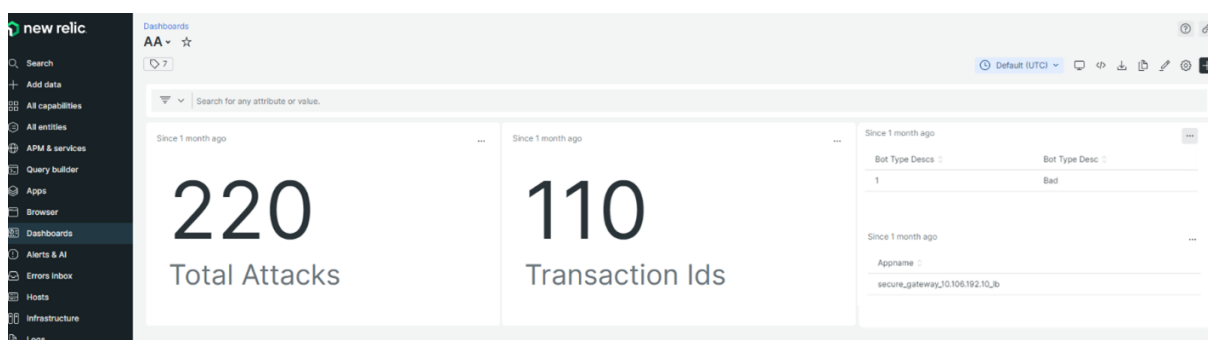 new relic.
Search
Add data
All capabilities
All entities
APM & services
Query builder
Apps
Browser
Dashboards
Alerts & AI
Errors inbox
Hosts
Infrastructure
Logs
Dashboards
AA
7
Default (UTC)
Search for any attribute or value.
Since 1 month ago
220
Total Attacks
Since 1 month ago
110
Transaction Ids
Since 1 month ago
Bot Type Descs Bot Type Desc
1 Bad
Since 1 month ago
Appname
secure_gateway_10.106.192.10_lb